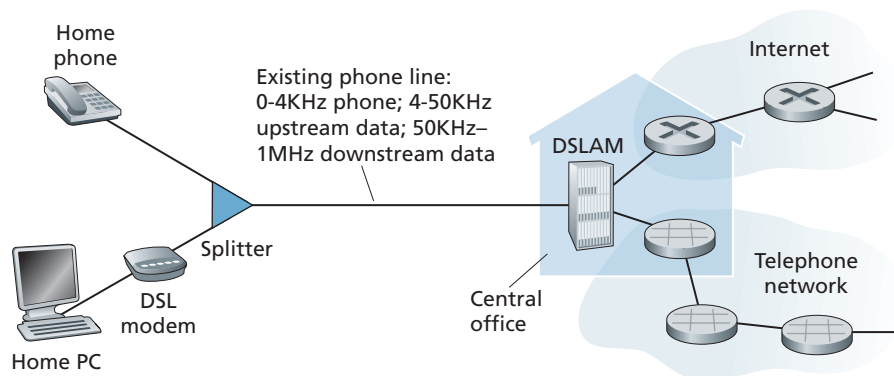 Home
phone
Existing phone line:
0-4KHz phone; 4-50KHz
upstream data; 50KHz–
1MHz downstream data
Internet
DSLAM
Splitter
DSL
modem
Home PC
Central
office
Telephone
network